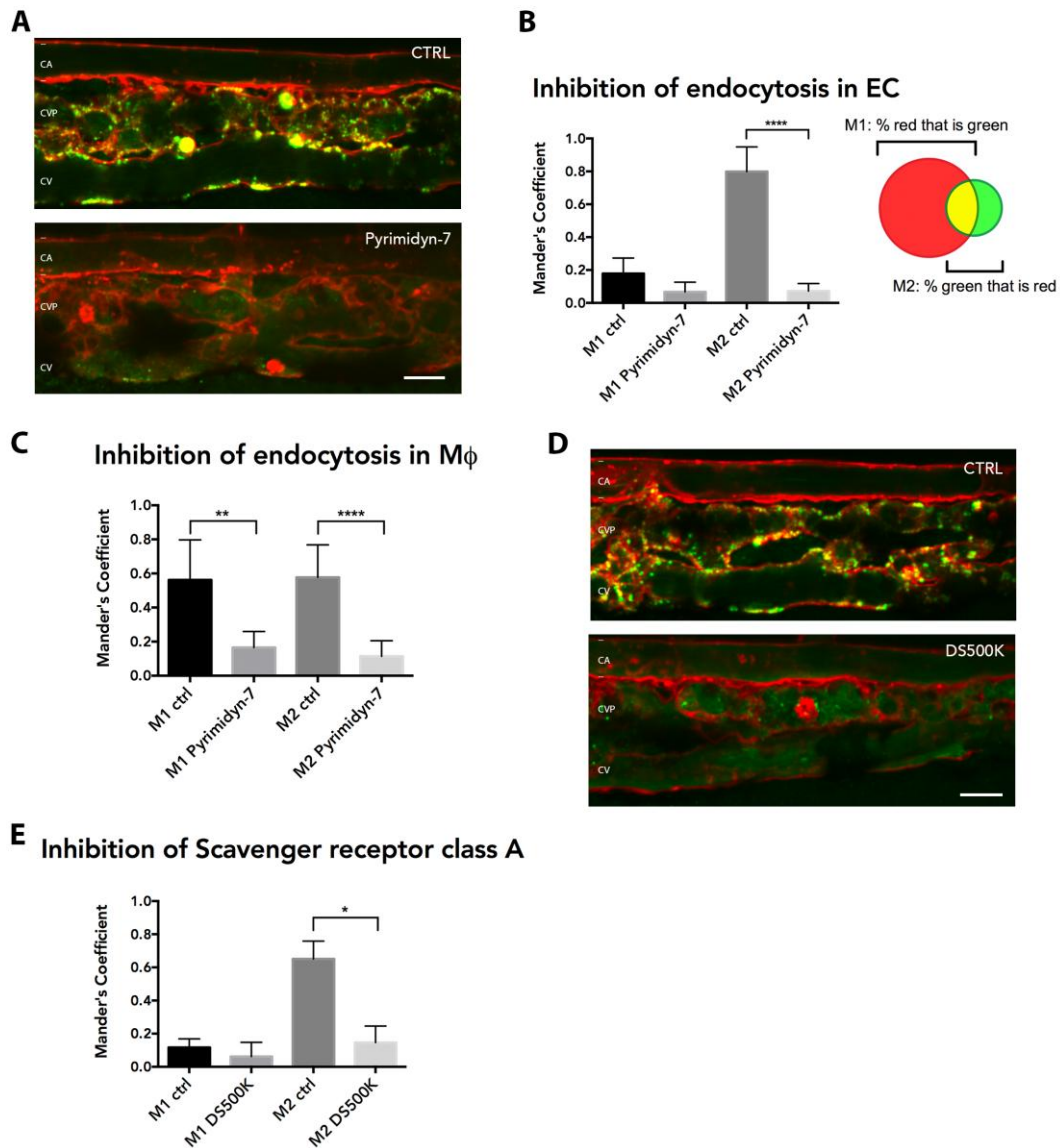 A
CTRL
CA
CVP
CV
Pyrimidyn-7
CA
CVP
CV
B
Inhibition of endocytosis in EC
Mander's Coefficient
1.0
0.8
0.6
0.4
0.2
0.0
****
M1 ctrl
M1 Pyrimidyn-7
M2 ctrl
M2 Pyrimidyn-7
M1: % red that is green
M2: % green that is red
C
Inhibition of endocytosis in Mϕ
Mander's Coefficient
1.0
0.8
0.6
0.4
0.2
0.0
**
****
M1 ctrl
M1 Pyrimidyn-7
M2 ctrl
M2 Pyrimidyn-7
D
CTRL
CA
CVP
CV
DS500K
CA
CVP
CV
E
Inhibition of Scavenger receptor class A
Mander's Coefficient
1.0
0.8
0.6
0.4
0.2
0.0
*
M1 ctrl
M1 DS500K
M2 ctrl
M2 DS500K